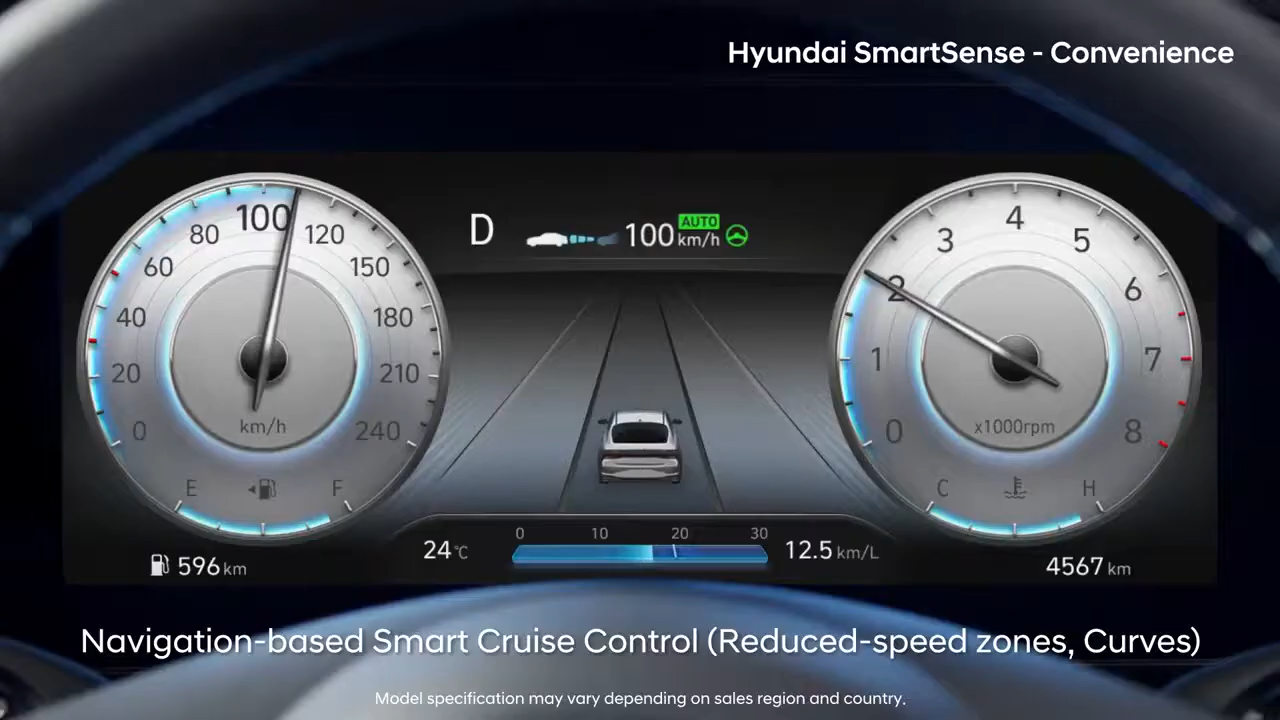 Hyundai SmartSense - Convenience
100
80
120
60
150
40
180
20
210
0
km/h
240
E
F
596 km
D
100 km/h
AUTO
4
3
5
2
6
1
7
0
x1000rpm
8
C
H
4567 km
0 10 20 30
24 °C
12.5 km/L
Navigation-based Smart Cruise Control (Reduced-speed zones, Curves)
Model specification may vary depending on sales region and country.